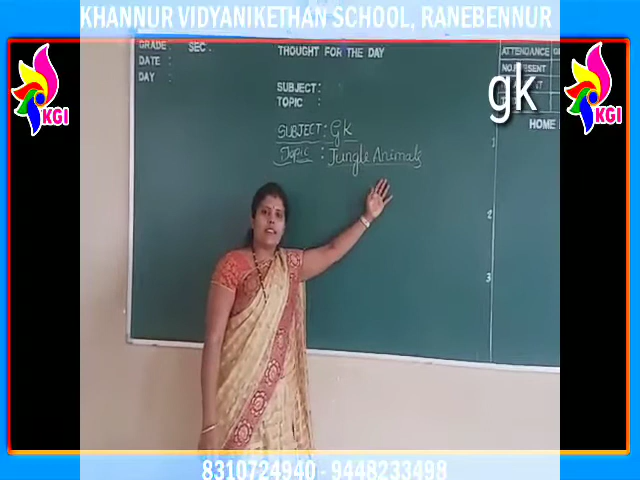 KHANNUR VIDYANIKETHAN SCHOOL, RANEBENNUR
GRADE: SEC:
DATE :
DAY :
THOUGHT FOR THE DAY
SUBJECT:
TOPIC :
SUBJECT: Gk
Topic : Jungle Animals
ATTENDANCE
HOME
1
2
3
gk
KGI
KGI
8310724940 - 9448233498